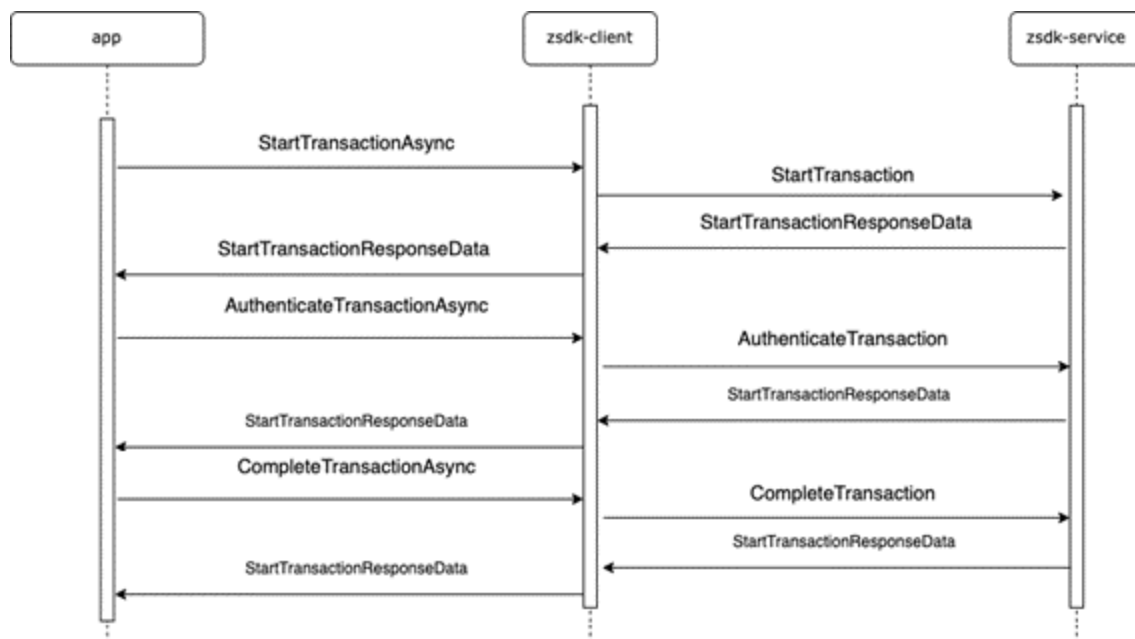 app
zsdk-client
zsdk-service
StartTransactionAsync
StartTransaction
StartTransactionResponseData
StartTransactionResponseData
AuthenticateTransactionAsync
AuthenticateTransaction
StartTransactionResponseData
StartTransactionResponseData
CompleteTransactionAsync
CompleteTransaction
StartTransactionResponseData
StartTransactionResponseData